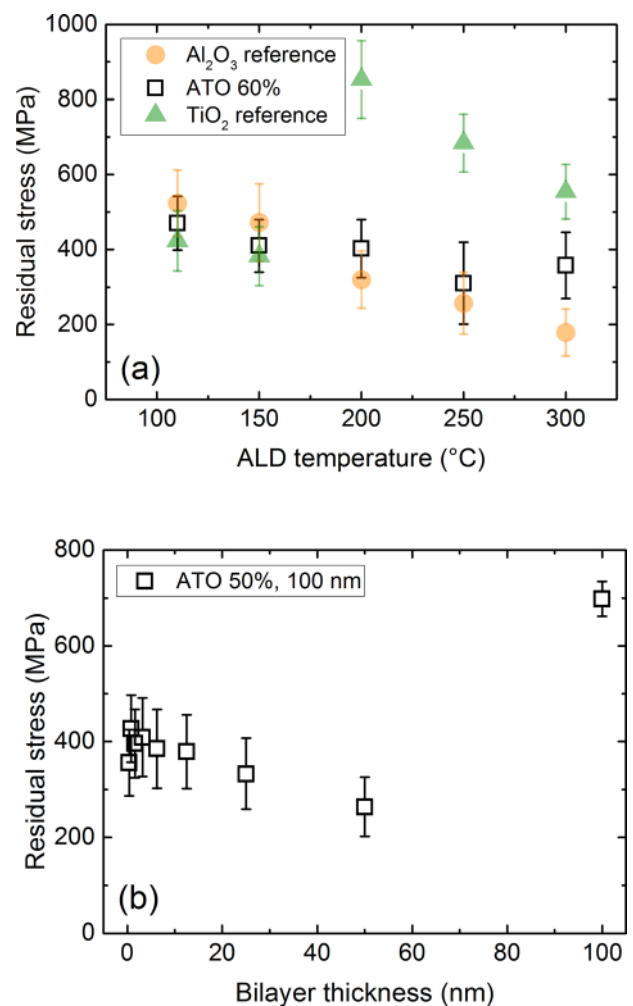 1000
800
600
400
200
0
Residual stress (MPa)
Al₂O₃ reference
ATO 60%
TiO₂ reference
(a)
100 150 200 250 300
ALD temperature (°C)
800
600
400
200
0
Residual stress (MPa)
ATO 50%, 100 nm
(b)
0 20 40 60 80 100
Bilayer thickness (nm)